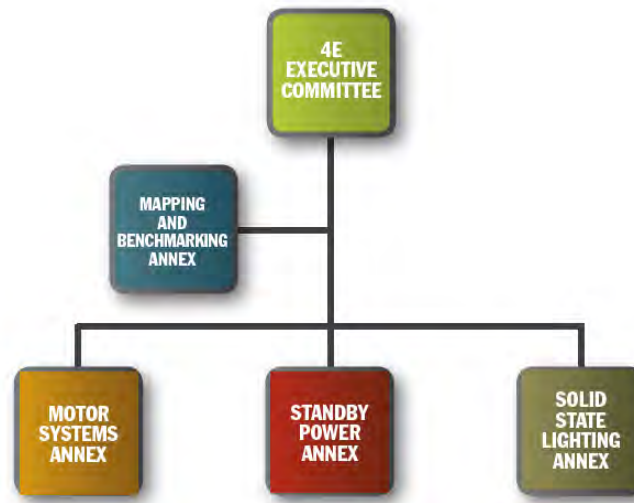 4E
EXECUTIVE
COMMITTEE
MAPPING
AND
BENCHMARKING
ANNEX
MOTOR
SYSTEMS
ANNEX
STANDBY
POWER
ANNEX
SOLID
STATE
LIGHTING
ANNEX